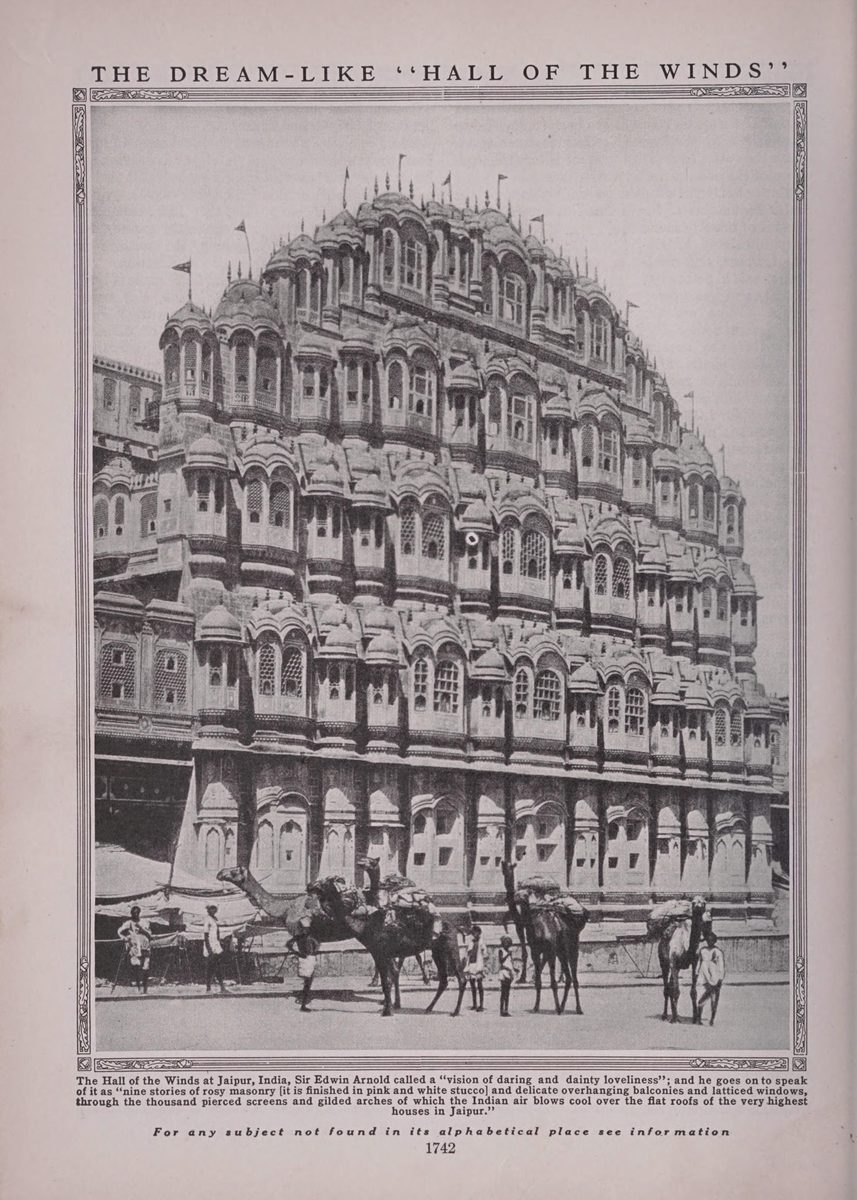 THE DREAM-LIKE “HALL OF THE WINDS”
The Hall of the Winds at Jaipur, India, Sir Edwin Arnold called a “vision of daring and dainty loveliness”; and he goes on to speak
of it as “nine stories of rosy masonry [it is finished in pink and white stucco] and delicate overhanging balconies and latticed windows,
through the thousand pierced screens and gilded arches of which the Indian air blows cool over the flat roofs of the very highest
houses in Jaipur.”
For any subject not found in its alphabetical place see information
1742